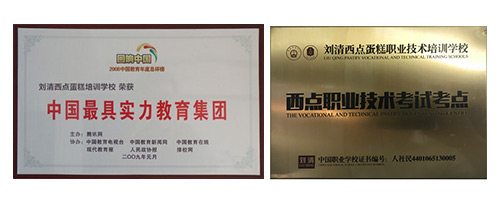 回响中国
2008中国教育年度总评榜
刘清西点蛋糕培训学校 荣获
中国最具实力教育集团
主办：腾讯网
协办：中国教育电视台 中国教育新闻网 中国教育在线
现代教育报 人民政协报 择校网
二〇〇九年元月
刘清西点蛋糕职业技术培训学校
LIU QING PASTRY VOCATIONAL AND TECHNICAL TRAINING SCHOOLS
西点职业技术考试考点
THE VOCATIONAL AND TECHNICAL PASTRY
刘清
中国职业学校证书编号：人社民4401065130005